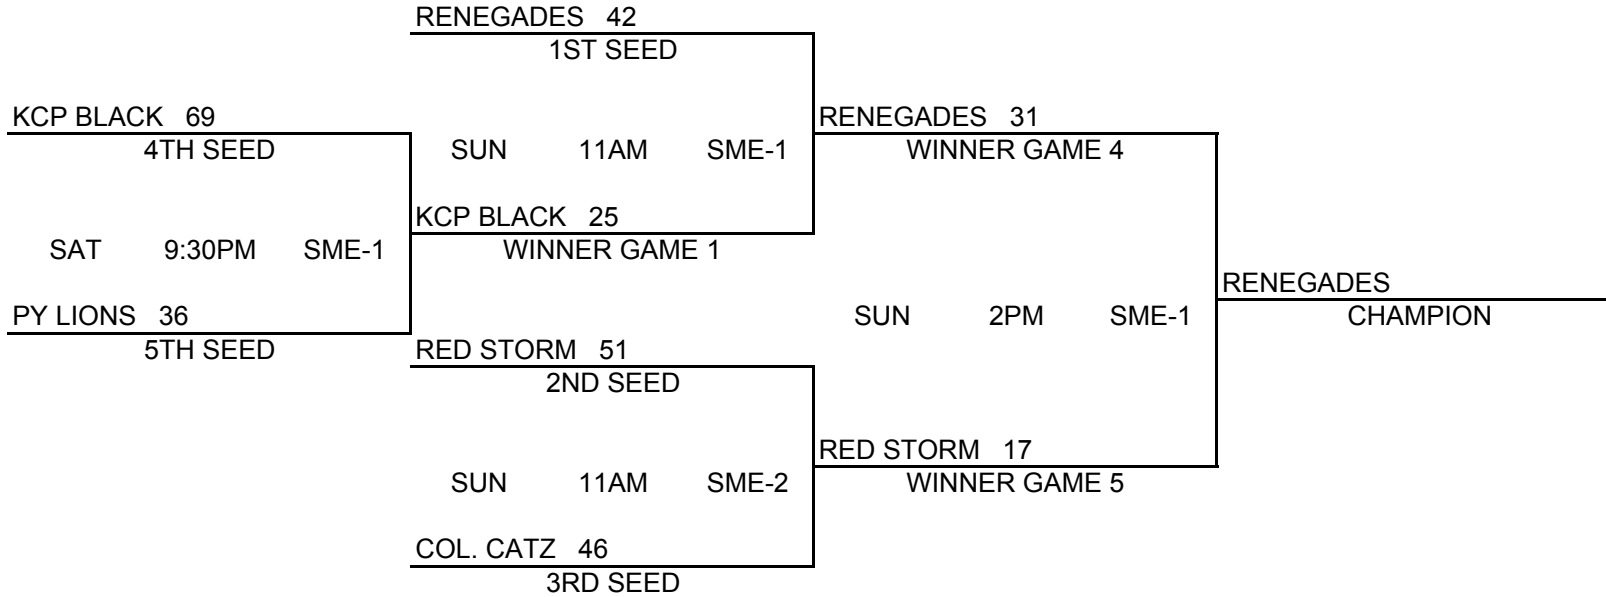 RENEGADES 42
1ST SEED
KCP BLACK 69
RENEGADES 31
4TH SEED
SUN 11AM SME-1
WINNER GAME 4
KCP BLACK 25
SAT 9:30PM SME-1
WINNER GAME 1
RENEGADES
PY LIONS 36
SUN 2PM SME-1
CHAMPION
5TH SEED
RED STORM 51
2ND SEED
RED STORM 17
SUN 11AM SME-2
WINNER GAME 5
COL. CATZ 46
3RD SEED